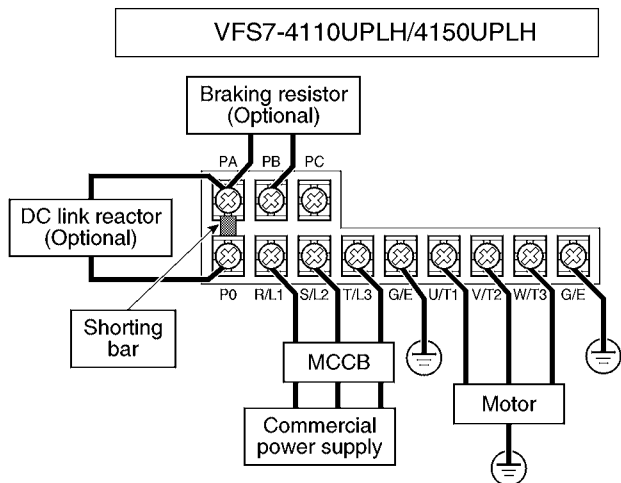 VFS7-4110UPLH/4150UPLH
Braking resistor
(Optional)
PA PB PC
DC link reactor
(Optional)
P0 R/L1 S/L2 T/L3 G/E U/T1 V/T2 W/T3 G/E
Shorting
bar
MCCB
Motor
Commercial
power supply